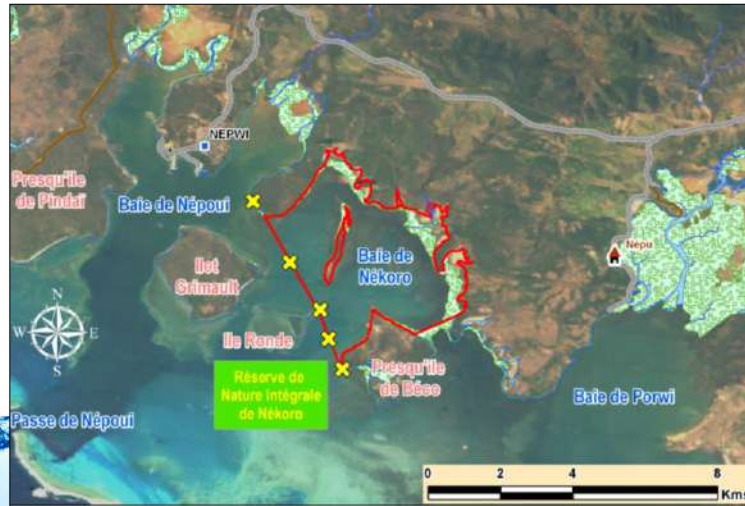 NEPWI
Presqu'île
de Pindaï
Baie de Népoui
Népu
Baie de
Nékoro
Ilot
Grimault
N
W
E
S
Ile Ronde
Réserve de
Nature intégrale
de Nékoro
Presqu'île
de Béco
Baie de Porwi
Passe de Népoui
0 2 4 8
Kms